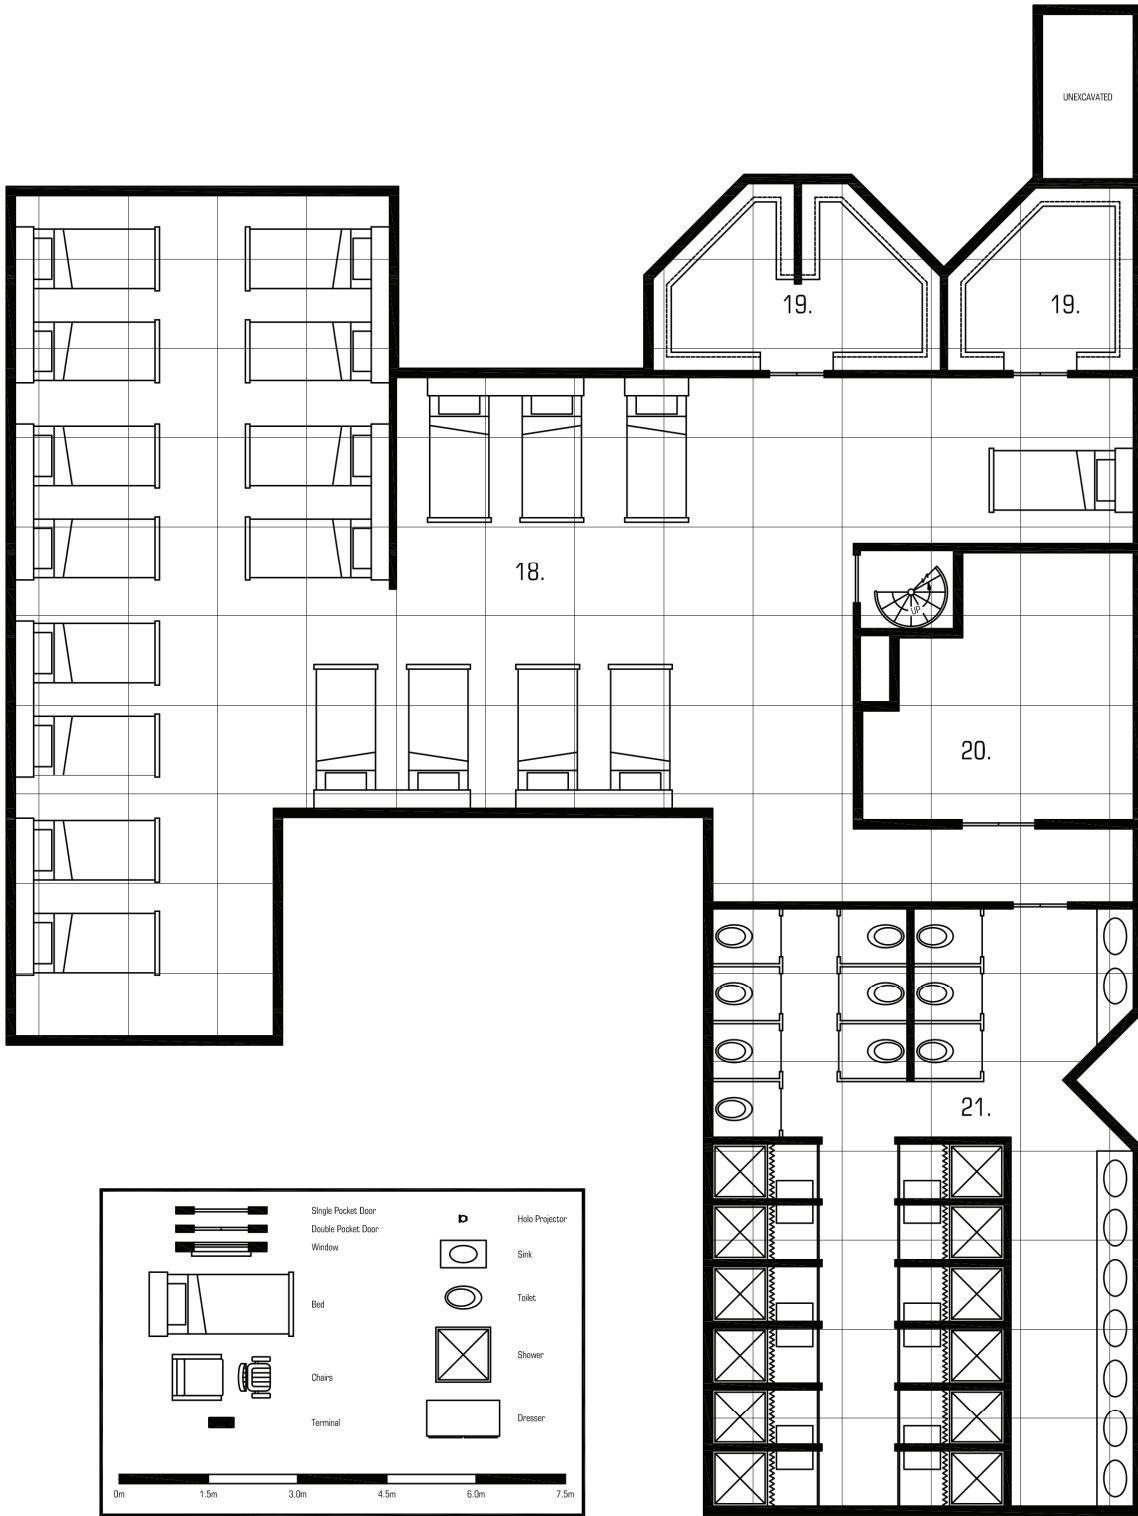 UNEXCAVATED
19.
19.
18.
UP
20.
21.
Single Pocket Door
Double Pocket Door
Window
Bed
Chairs
Terminal
Holo Projector
Sink
Toilet
Shower
Dresser
0m 1.5m 3.0m 4.5m 6.0m 7.5m